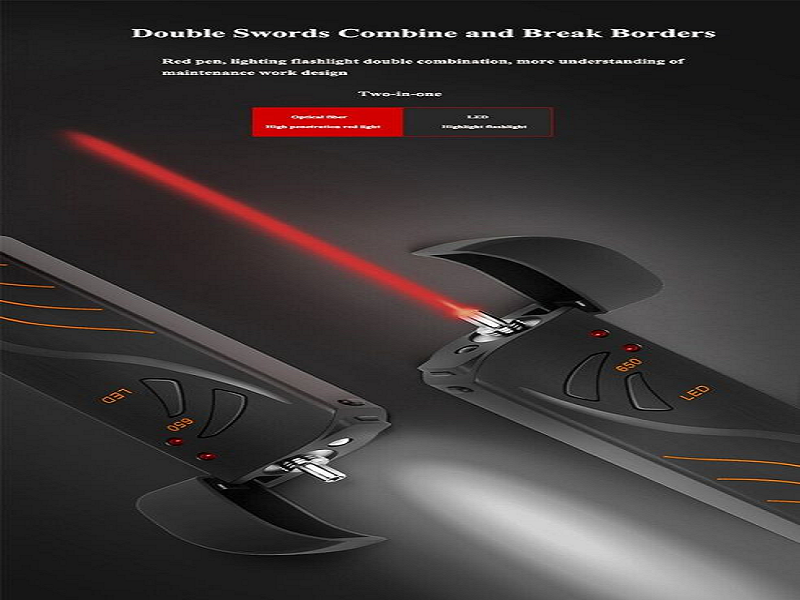 Double Swords Combine and Break Borders
Red pen, lighting flashlight double combination, more understanding of
maintenance work design
Two-in-one
Optical fiber
LED
High penetration red light
Highlight flashlight
650
LED
LED
650